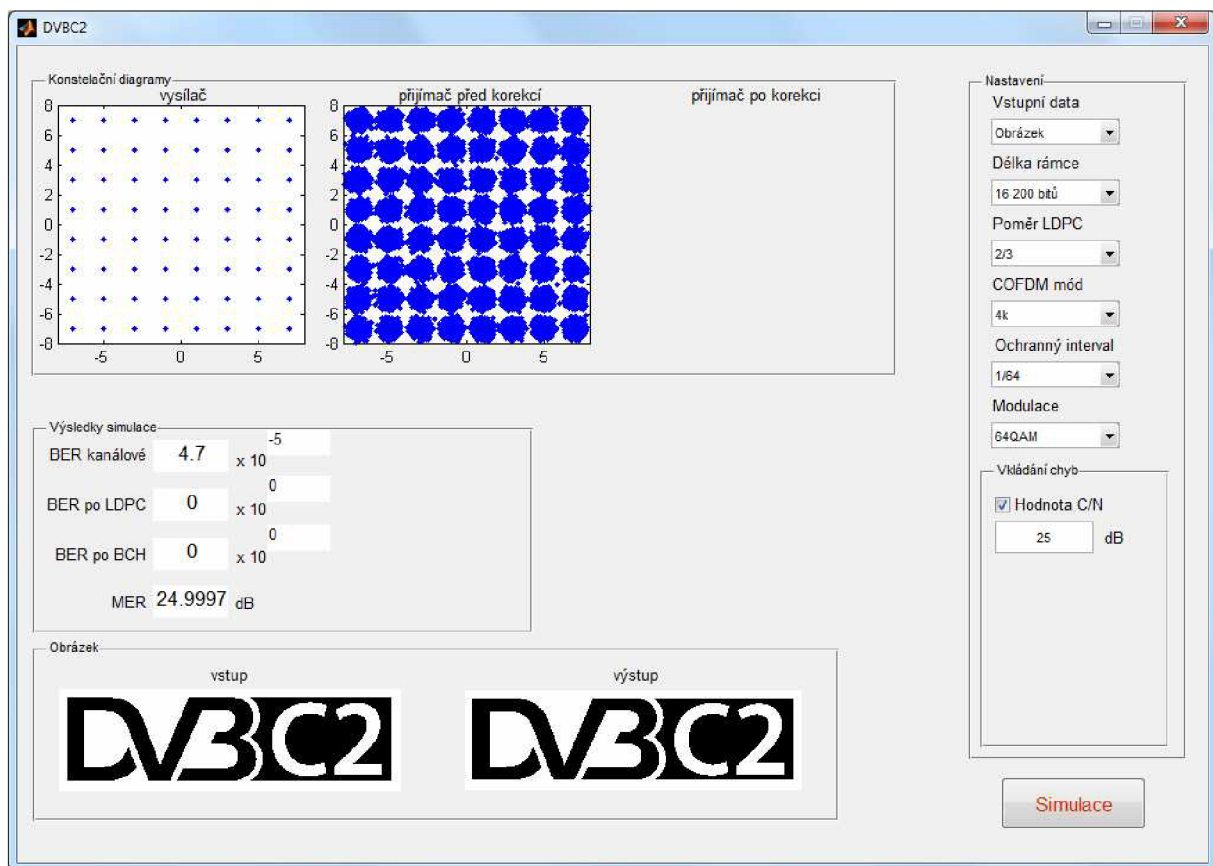 DVBC2
Konstelační diagramy
vysílač
přijímač před korekcí
přijímač po korekci
8
6
4
2
0
-2
-4
-6
-8
-5 0 5
8
6
4
2
0
-2
-4
-6
-8
-5 0 5
Výsledky simulace
BER kanálové 4.7 x 10 -5
BER po LDPC 0 x 10 0
BER po BCH 0 x 10 0
MER 24.9997 dB
Obrázek
vstup
výstup
DVB C2
DVB C2
Nastavení
Vstupní data
Obrázek
Délka rámce
16 200 bitů
Poměr LDPC
2/3
COFDM mód
4k
Ochranný interval
1/64
Modulace
64QAM
Vkládání chyb
Hodnota C/N
25 dB
Simulace